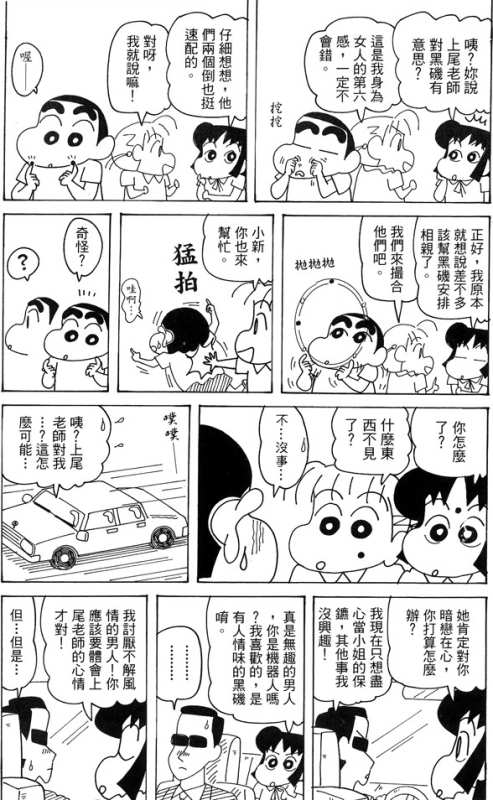 咦?妳說
上尾老師
對黑磯有
意思?
這是我身為
女人的第六
感,一定不
會錯。
挖
挖
仔細想想,他
們兩個倒也挺
速配的。
對呀,
我就說嘛!
喔——
正好,我原本
就想說差不多
該幫黑磯安排
相親了。
我們來撮合
他們吧。
拋拋拋
小新,
你也來
幫忙。
猛拍
哇啊…
奇怪?
?
你怎麼
了?
什麼東
西不見
了?
不…沒事…
噗
噗
咦?上尾
老師對我
…?這怎
麼可能…
她肯定對你
暗戀在心,
你打算怎麼
辦?
我現在只想盡
心當小姐的保
鑣,其他事我
沒興趣!
真是無趣的男人
,你是機器人嗎
?我喜歡的,是
有人情味的黑磯
唷。
………
我討厭不解風
情的男人!你
應該要體會上
尾老師的心情
才對!
但…但是…